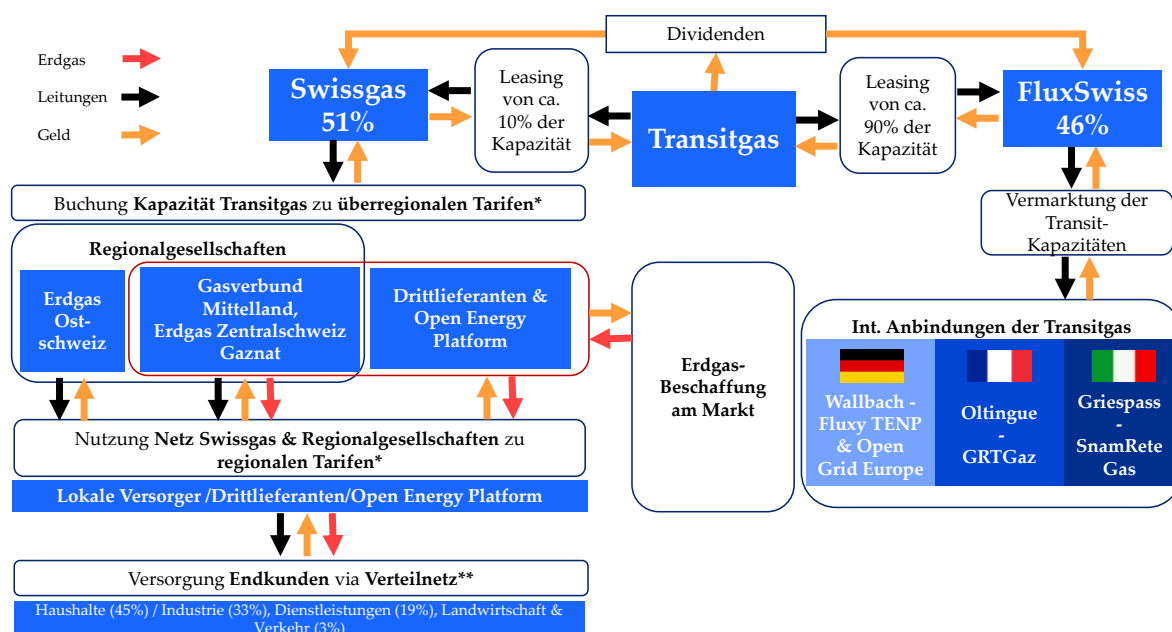 Dividenden
Erdgas
Leitungen
Geld
Swissgas
51%
Leasing
von ca.
10% der
Kapazität
Transitgas
Leasing
von ca.
90% der
Kapazität
FluxSwiss
46%
Buchung Kapazität Transitgas zu überregionalen Tarifen*
Vermarktung der
Transit-
Kapazitäten
Regionalgesellschaften
Erdgas
Ost-
schweiz
Gasverbund
Mittelland,
Erdgas Zentralschweiz
Gaznat
Drittlieferanten &
Open Energy
Platform
Erdgas-
Beschaffung
am Markt
Int. Anbindungen der Transitgas
Wallbach -
Fluxy TENP
& Open
Grid Europe
Oltingue
-
GRTGaz
Griespass
-
SnamRete
Gas
Nutzung Netz Swissgas & Regionalgesellschaften zu
regionalen Tarifen*
Lokale Versorger /Drittlieferanten/Open Energy Platform
Versorgung Endkunden via Verteilnetz**
Haushalte (45%) / Industrie (33%), Dienstleistungen (19%), Landwirtschaft &
Verkehr (3%)